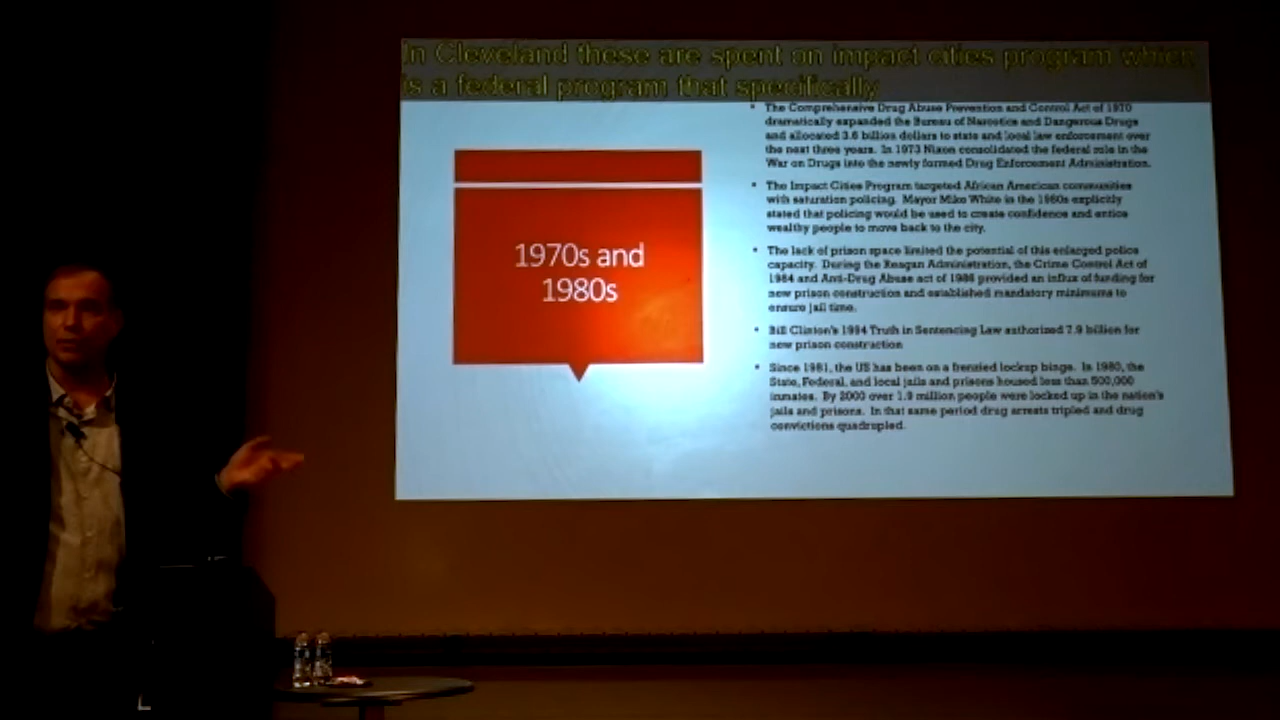 In Cleveland these are spent on impact cities program which
is a federal program that specifically
1970s and
1980s
• The Comprehensive Drug Abuse Prevention and Control Act of 1970
dramatically expanded the Bureau of Narcotics and Dangerous Drugs
and allocated 3.6 billion dollars to state and local law enforcement over
the next three years. In 1973 Nixon consolidated the federal role in the
War on Drugs into the newly formed Drug Enforcement Administration.
• The Impact Cities Program targeted African American communities
with saturation policing. Mayor Mike White in the 1980s explicitly
stated that policing would be used to create confidence and entice
wealthy people to move back to the city.
• The lack of prison space limited the potential of this enlarged police
capacity. During the Reagan Administration, the Crime Control Act of
1984 and Anti-Drug Abuse act of 1986 provided an influx of funding for
new prison construction and established mandatory minimums to
ensure jail time.
• Bill Clinton's 1994 Truth in Sentencing Law authorized 7.9 billion for
new prison construction
• Since 1981, the US has been on a frenzied lockup binge. In 1980, the
State, Federal, and local jails and prisons housed less than 500,000
inmates. By 2000 over 1.9 million people were locked up in the nation's
jails and prisons. In that same period drug arrests tripled and drug
convictions quadrupled.